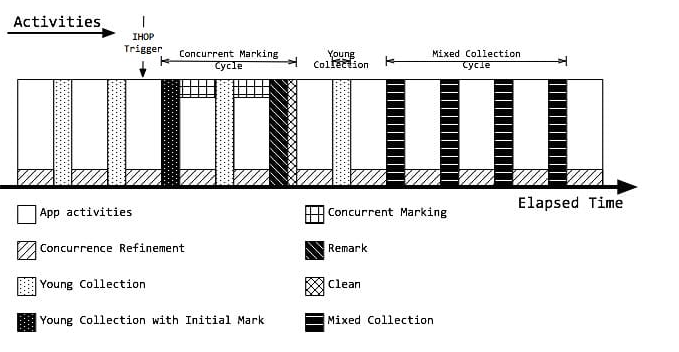 Activities
IHOP
Trigger
Concurrent Marking
Cycle
Young
Collection
Mixed Collection
Cycle
Elapsed Time
App activities
Concurrence Refinement
Young Collection
Young Collection with Initial Mark
Concurrent Marking
Remark
Clean
Mixed Collection